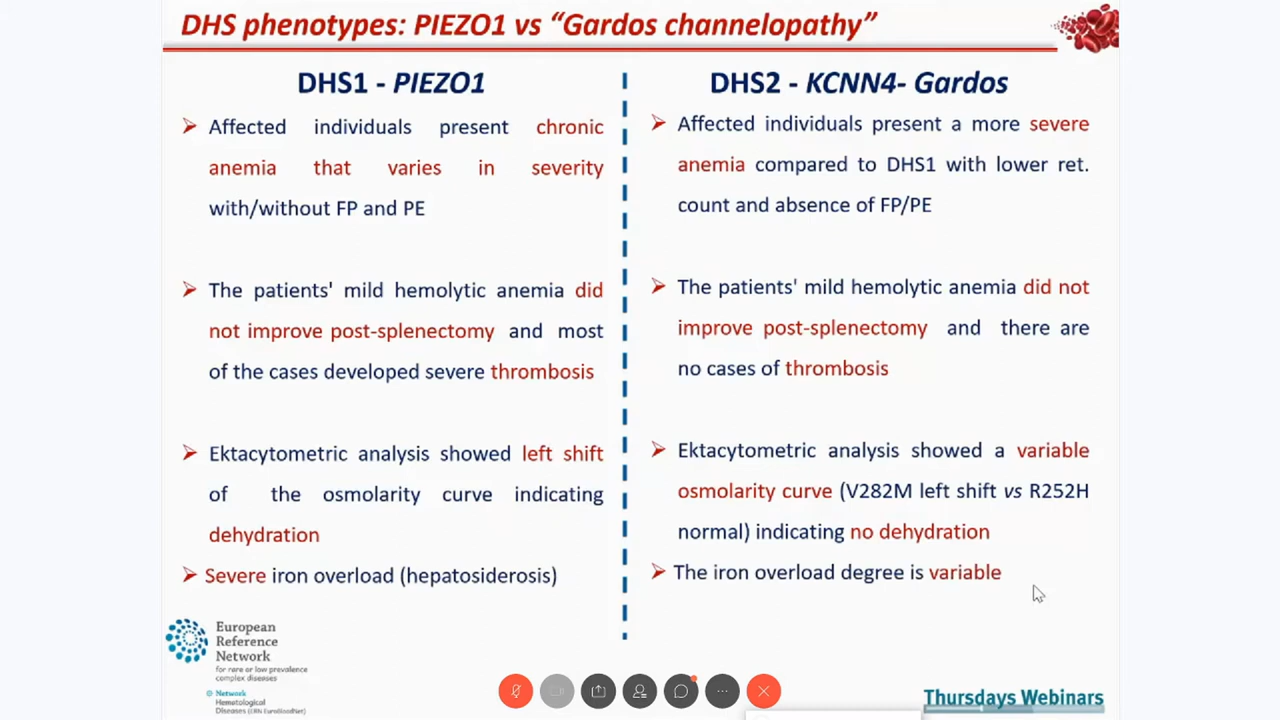 DHS phenotypes: PIEZO1 vs “Gardos channelopathy”
DHS1 - PIEZO1
Affected individuals present chronic
anemia that varies in severity
with/without FP and PE
The patients' mild hemolytic anemia did
not improve post-splenectomy and most
of the cases developed severe thrombosis
Ektacytometric analysis showed left shift
of the osmolarity curve indicating
dehydration
Severe iron overload (hepatosiderosis)
DHS2 - KCNN4- Gardos
Affected individuals present a more severe
anemia compared to DHS1 with lower ret.
count and absence of FP/PE
The patients' mild hemolytic anemia did not
improve post-splenectomy and there are
no cases of thrombosis
Ektacytometric analysis showed a variable
osmolarity curve (V282M left shift vs R252H
normal) indicating no dehydration
The iron overload degree is variable
European
Reference
Network
for rare or low prevalence
complex diseases
Network
Hematological
Diseases (ERN EuroBloodNet)
Thursdays Webinars